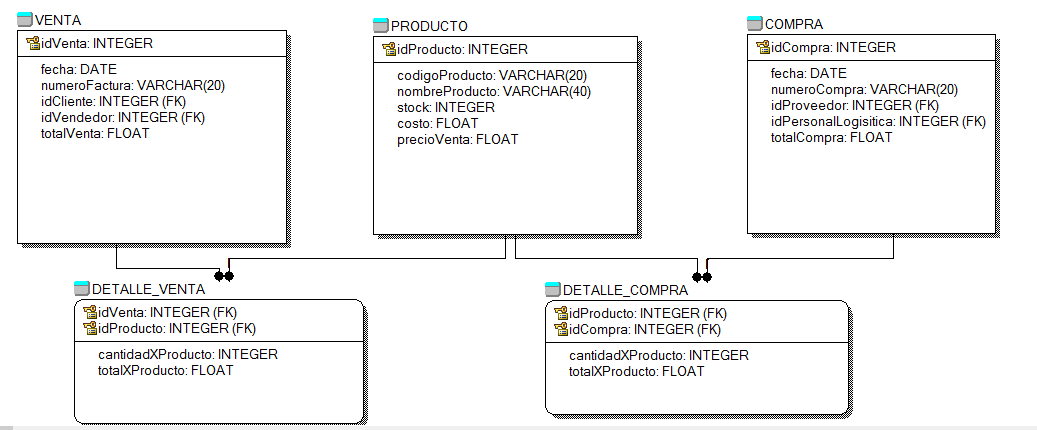 VENTA
idVenta: INTEGER
fecha: DATE
numeroFactura: VARCHAR(20)
idCliente: INTEGER (FK)
idVendedor: INTEGER (FK)
totalVenta: FLOAT
PRODUCTO
idProducto: INTEGER
codigoProducto: VARCHAR(20)
nombreProducto: VARCHAR(40)
stock: INTEGER
costo: FLOAT
precioVenta: FLOAT
COMPRA
idCompra: INTEGER
fecha: DATE
numeroCompra: VARCHAR(20)
idProveedor: INTEGER (FK)
idPersonalLogisitica: INTEGER (FK)
totalCompra: FLOAT
DETALLE_VENTA
idVenta: INTEGER (FK)
idProducto: INTEGER (FK)
cantidadXProducto: INTEGER
totalXProducto: FLOAT
DETALLE_COMPRA
idProducto: INTEGER (FK)
idCompra: INTEGER (FK)
cantidadXProducto: INTEGER
totalXProducto: FLOAT